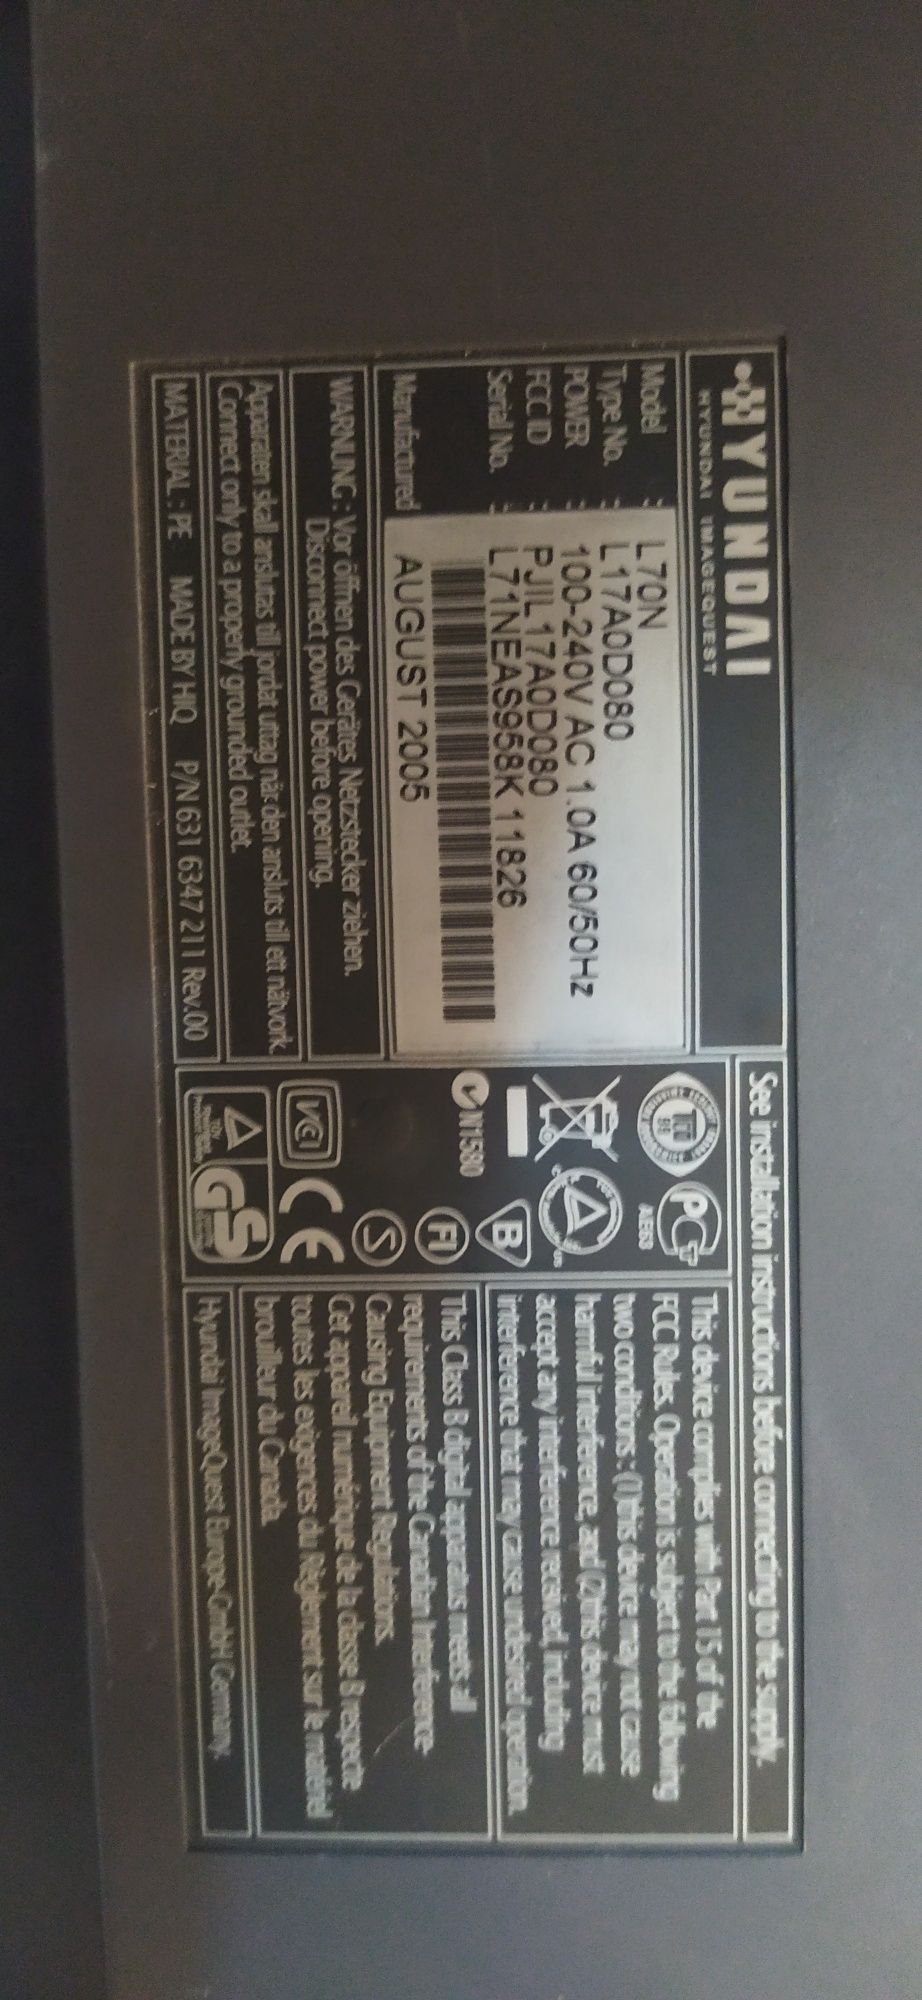 HYUNDAI
HYUNDAI IMAGEQUEST
Model : L70N
Type No. : L17A0D080
POWER : 100-240V AC 1.0A 60/50Hz
FCC ID : PJIL17A0D080
Serial No. : L71NEAS958K 11826
Manufactured AUGUST 2005
WARNUNG : Vor öffnen des Gerätes Netzstecker ziehen.
Disconnect power before opening.
Apparaten skall anslutas till jordat uttag när den ansluts till ett nätvork.
Connect only to a properly grounded outlet.
MATERIAL : PE MADE BY HIQ P/N 631 6347 211 Rev.00
See installation instructions before connecting to the supply.
PCT
AE68
N1580
B
FI
S
VCI
CE
GS
This device complies with Part 15 of the
FCC Rules. Operation is subject to the following
two conditions : (1) this device may not cause
harmful interference, and (2) this device must
accept any interference received, including
interference that may cause undesired operation.
This Class B digital apparatus meets all
requirements of the Canadian Interference-
Causing Equipment Regulations.
Cet appareil numérique de la classe B respecte
toutes les exigences du Règlement sur le matériel
brouilleur du Canada.
Hyundai ImageQuest Europe GmbH Germany.